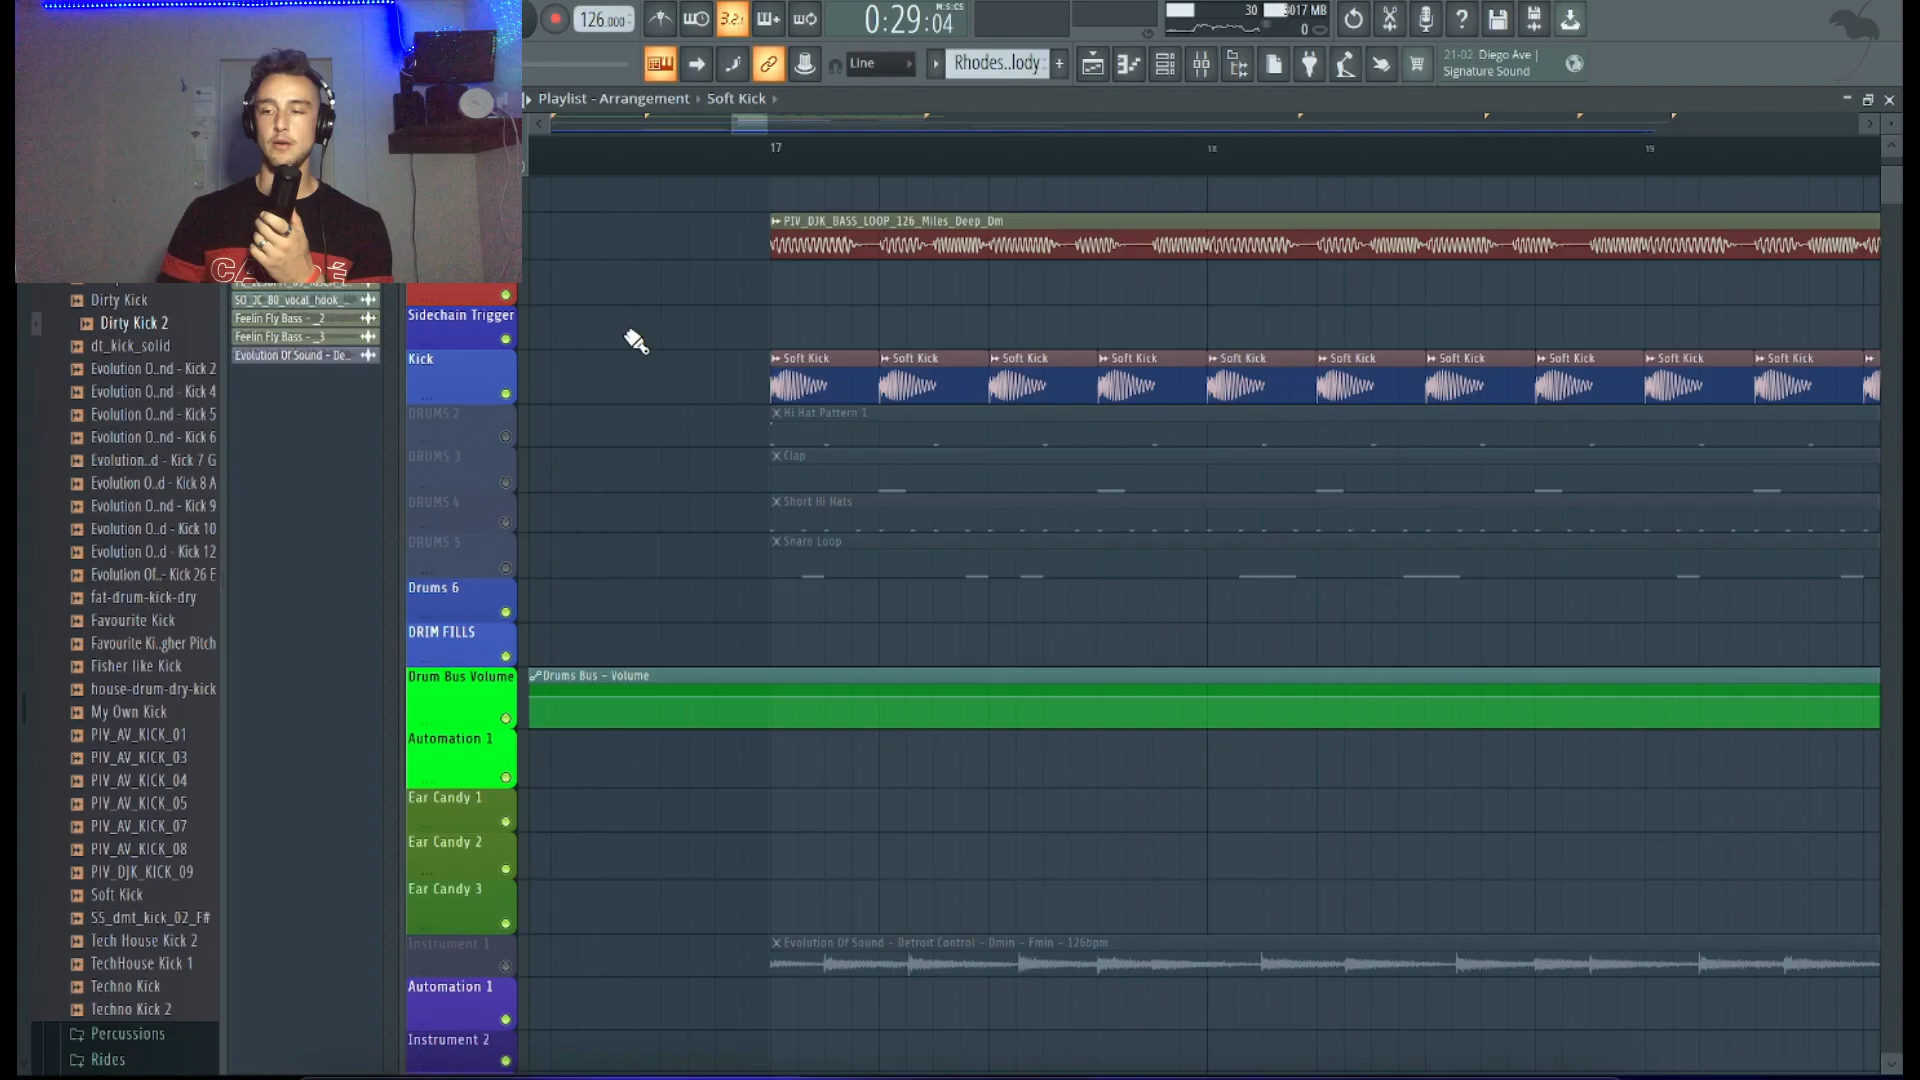 126.000
3.2.1
0:29:04
M:S:CS
30
3017 MB
0
Line
Rhodes..lody
21-02 Diego Ave |
Signature Sound
Playlist - Arrangement › Soft Kick ›
17
18
19
PIV_DJK_BASS_LOOP_126_Miles_Deep_Dm
SO_JC_80_vocal_hook_..
Feelin Fly Bass - _2
Feelin Fly Bass - _3
Evolution Of Sound - De..
Dirty Kick
Dirty Kick 2
dt_kick_solid
Evolution O..nd - Kick 2
Evolution O..nd - Kick 4
Evolution O..nd - Kick 5
Evolution O..nd - Kick 6
Evolution..d - Kick 7 G
Evolution O..d - Kick 8 A
Evolution O..nd - Kick 9
Evolution O..d - Kick 10
Evolution O..d - Kick 12
Evolution Of..- Kick 26 E
fat-drum-kick-dry
Favourite Kick
Favourite Ki..gher Pitch
Fisher like Kick
house-drum-dry-kick
My Own Kick
PIV_AV_KICK_01
PIV_AV_KICK_03
PIV_AV_KICK_04
PIV_AV_KICK_05
PIV_AV_KICK_07
PIV_AV_KICK_08
PIV_DJK_KICK_09
Soft Kick
SS_dmt_kick_02_F#
Tech House Kick 2
TechHouse Kick 1
Techno Kick
Techno Kick 2
Percussions
Rides
Sidechain Trigger
Kick
Soft Kick Soft Kick Soft Kick Soft Kick Soft Kick Soft Kick Soft Kick Soft Kick Soft Kick Soft Kick
DRUMS 2
Hi Hat Pattern 1
DRUMS 3
Clap
DRUMS 4
Short Hi Hats
DRUMS 5
Snare Loop
Drums 6
DRIM FILLS
Drum Bus Volume
Drums Bus - Volume
Automation 1
Ear Candy 1
Ear Candy 2
Ear Candy 3
Instrument 1
Evolution Of Sound - Detroit Control - Dmin - Fmin - 126bpm
Automation 1
Instrument 2